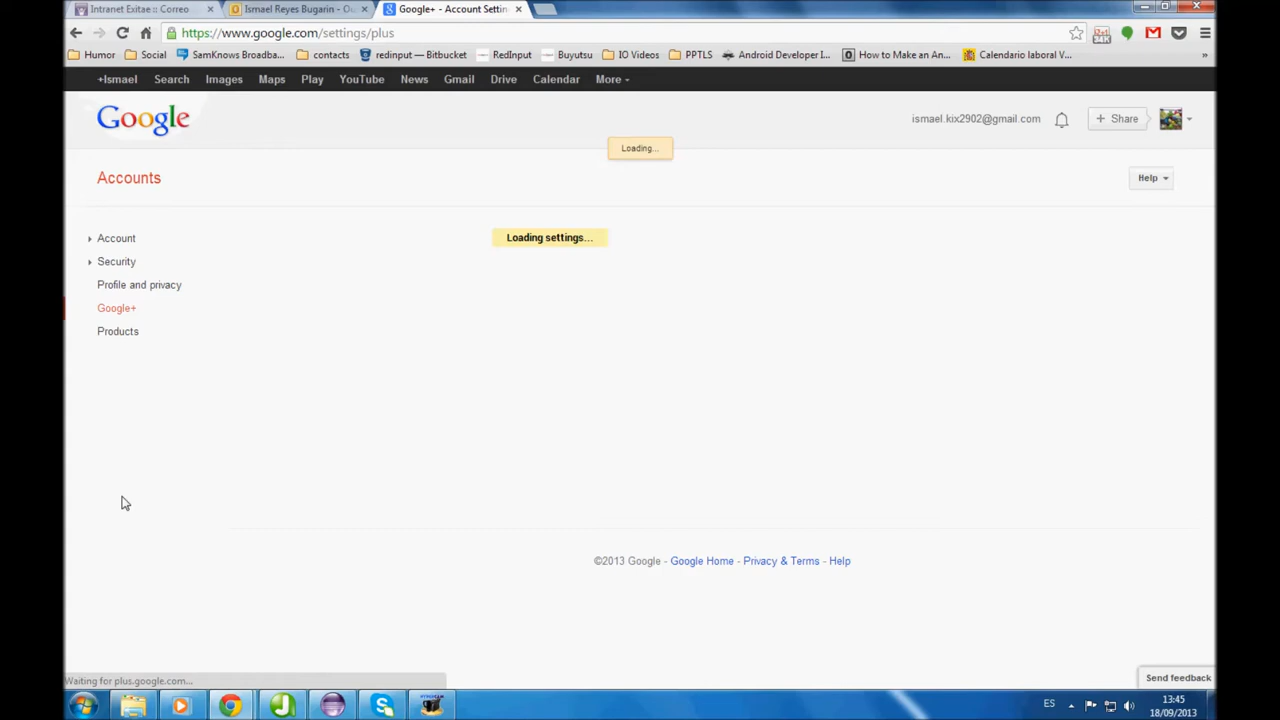 Intranet Exitae :: Correo
Ismael Reyes Bugarin - Ou
Google+ - Account Settin
https://www.google.com/settings/plus
Humor
Social
SamKnows Broadba...
contacts
redinput — Bitbucket
RedInput
Buyutsu
IO Videos
PPTLS
Android Developer I...
How to Make an An...
Calendario laboral V...
»
+Ismael Search Images Maps Play YouTube News Gmail Drive Calendar More
Google
ismael.kix2902@gmail.com
+ Share
Loading...
Accounts
Help
Account
Loading settings...
Security
Profile and privacy
Google+
Products
©2013 Google - Google Home - Privacy & Terms - Help
Waiting for plus.google.com...
Send feedback
ES
13:45
18/09/2013